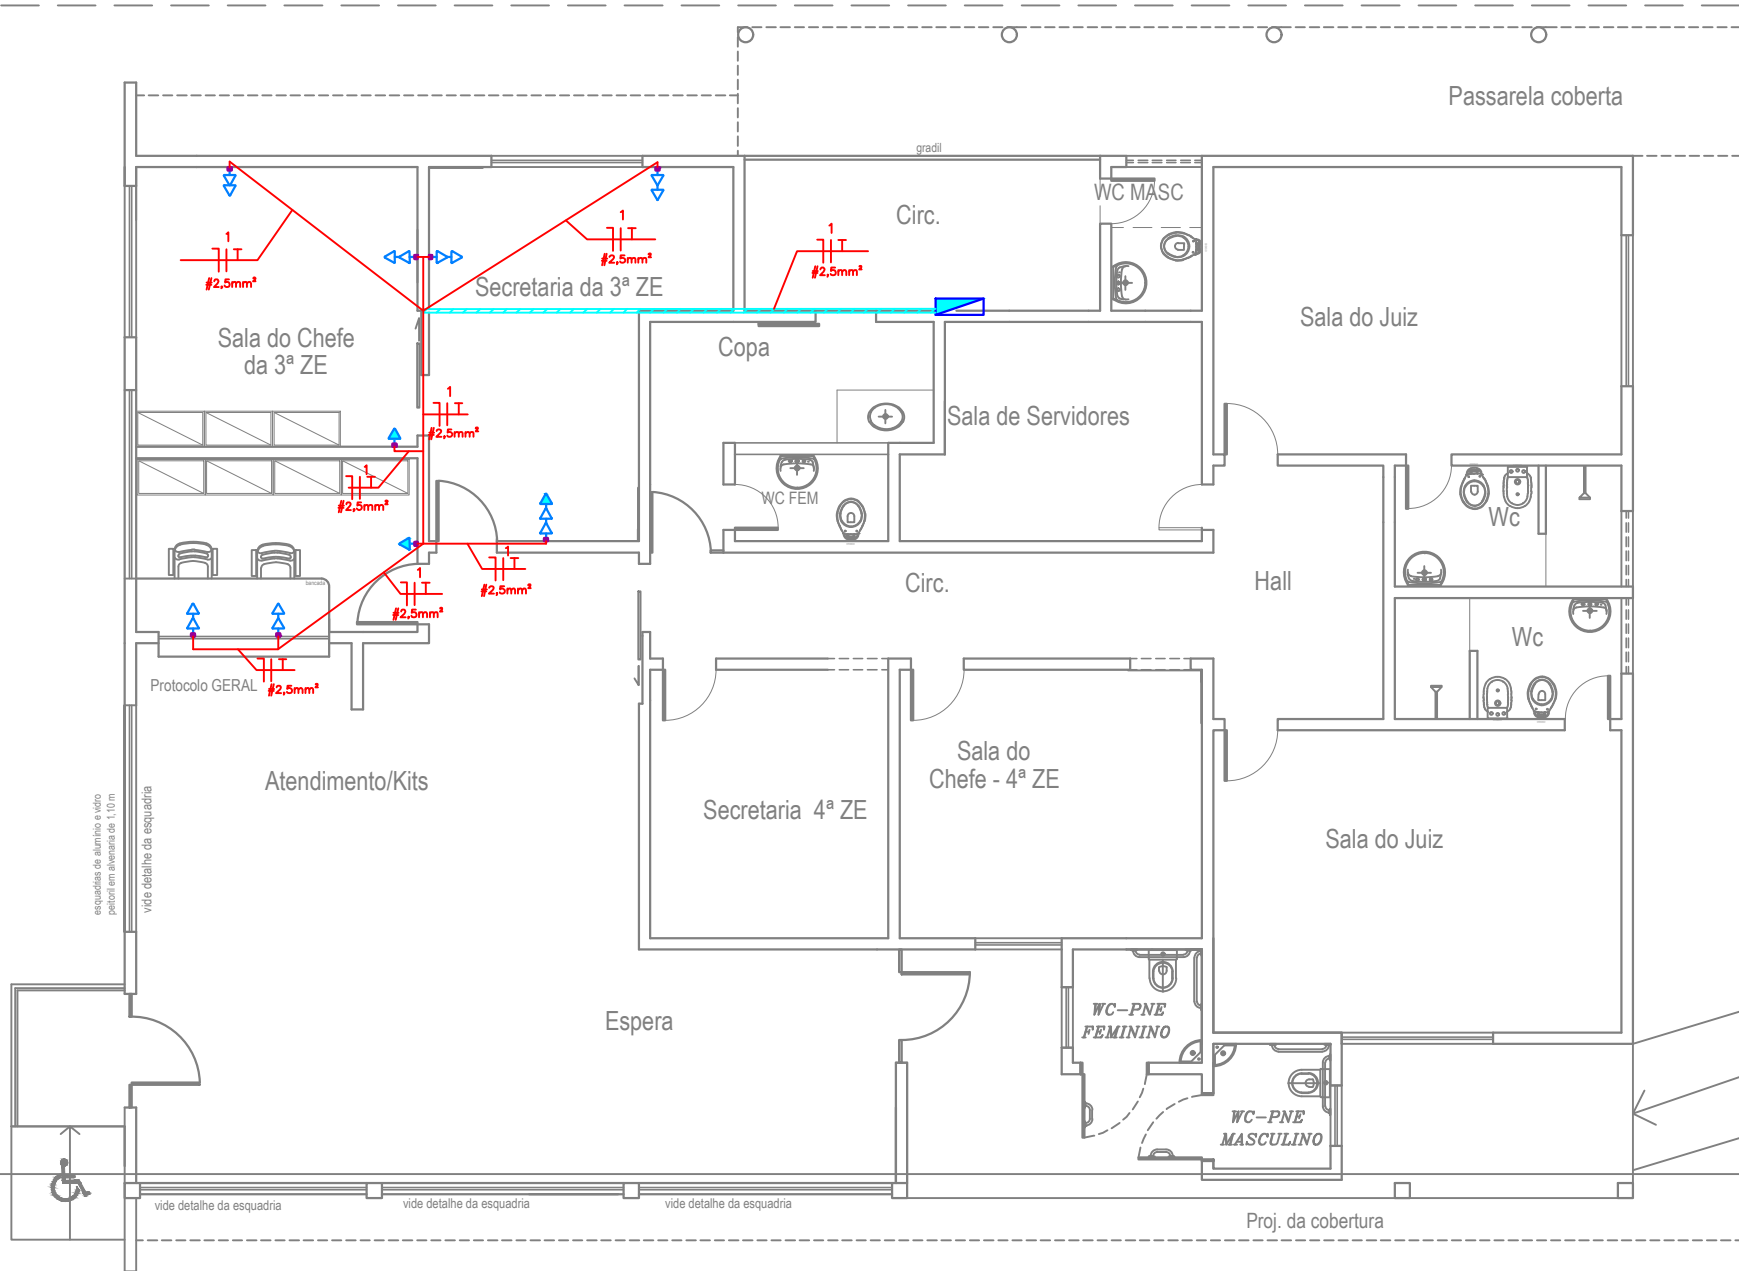 Passarela coberta
gradil
WC MASC
Circ.
1
#2,5mm²
1
#2,5mm²
1
#2,5mm²
Secretaria da 3ª ZE
Sala do Chefe
da 3ª ZE
Sala do Juiz
Copa
1
#2,5mm²
Sala de Servidores
1
#2,5mm²
WC FEM
Wc
1
#2,5mm²
1
#2,5mm²
bancada
Circ.
Hall
Wc
1
#2,5mm²
Protocolo GERAL
Atendimento/Kits
Sala do
Chefe - 4ª ZE
Secretaria 4ª ZE
Sala do Juiz
esquadrias de aluminio e vidro
peitoril em alvenaria de 1,10 m
vide detalhe da esquadria
Espera
WC-PNE
FEMININO
WC-PNE
MASCULINO
vide detalhe da esquadria
vide detalhe da esquadria
vide detalhe da esquadria
Proj. da cobertura